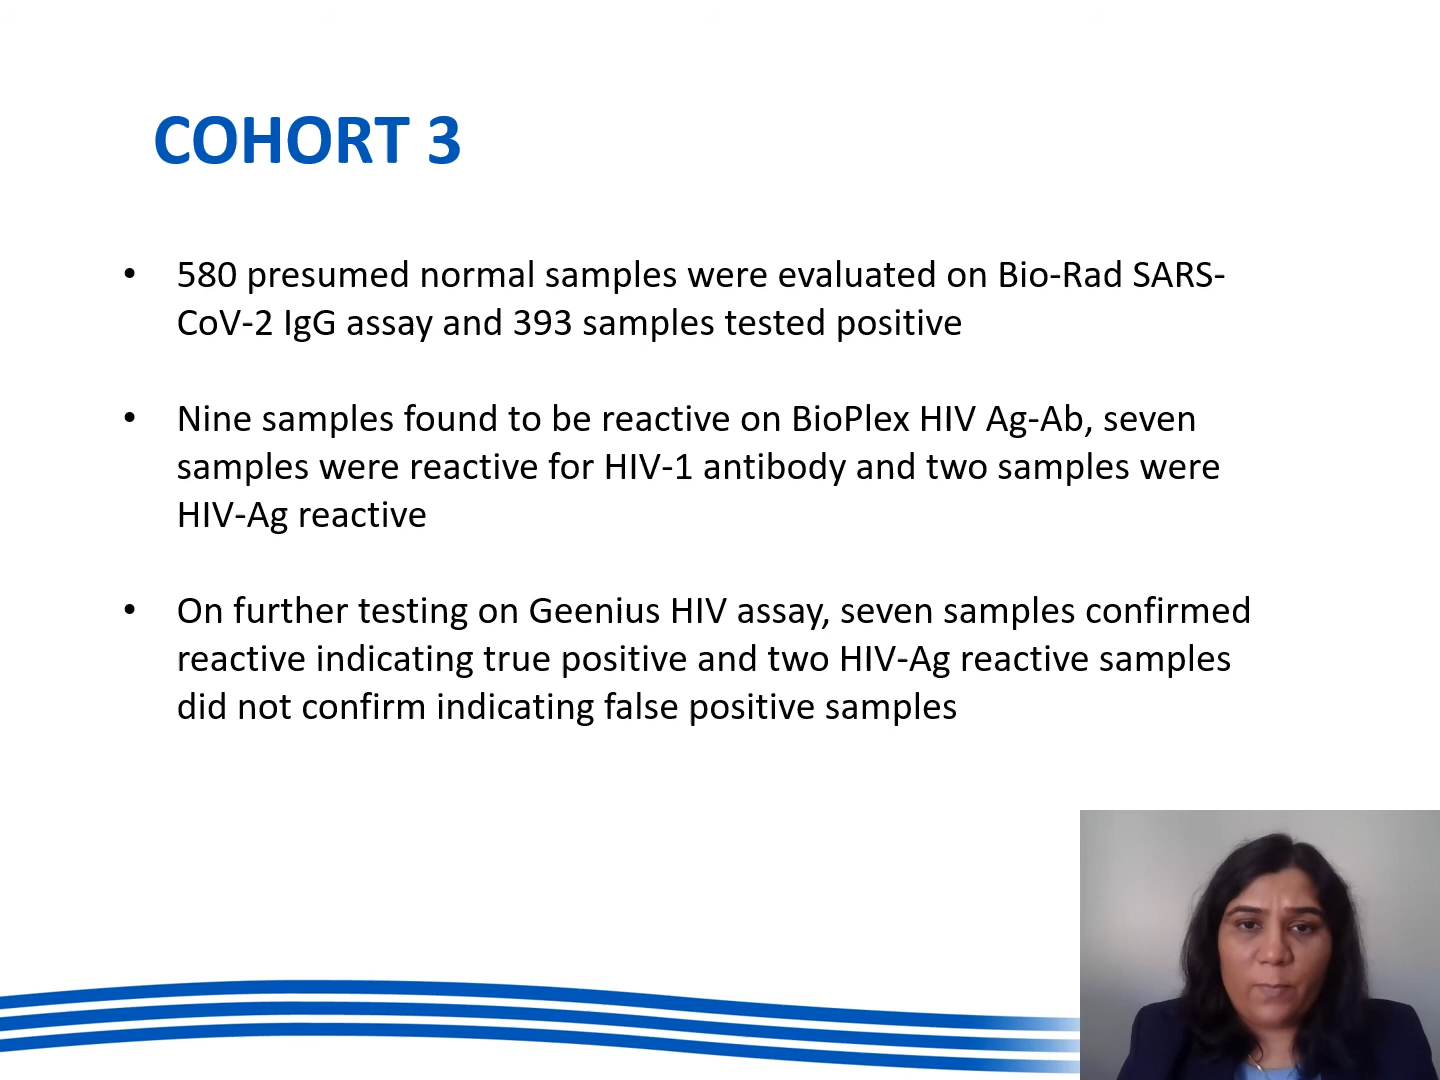 COHORT 3
• 580 presumed normal samples were evaluated on Bio-Rad SARS-
CoV-2 IgG assay and 393 samples tested positive
• Nine samples found to be reactive on BioPlex HIV Ag-Ab, seven
samples were reactive for HIV-1 antibody and two samples were
HIV-Ag reactive
• On further testing on Geenius HIV assay, seven samples confirmed
reactive indicating true positive and two HIV-Ag reactive samples
did not confirm indicating false positive samples